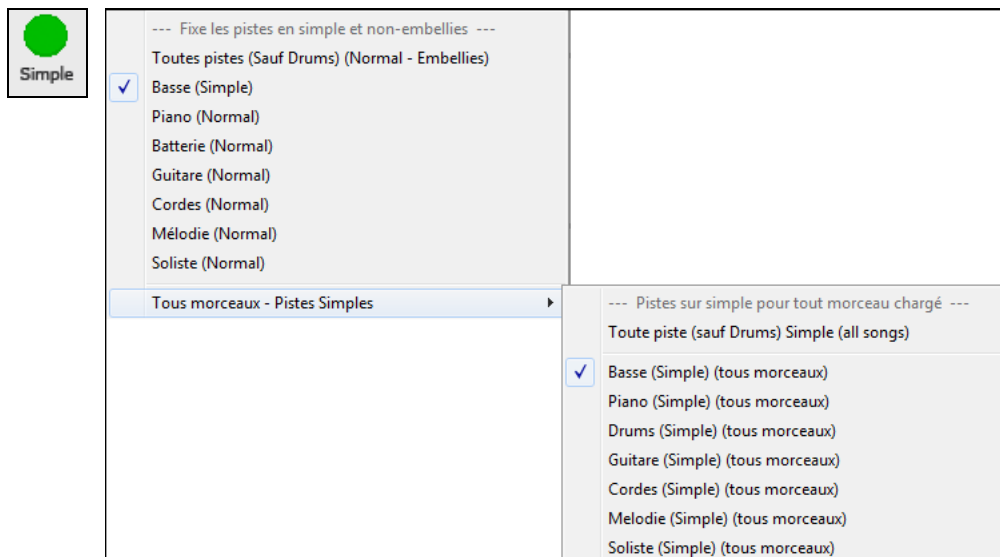 Simple
--- Fixe les pistes en simple et non-embellies ---
Toutes pistes (Sauf Drums) (Normal - Embellies)
Basse (Simple)
Piano (Normal)
Batterie (Normal)
Guitare (Normal)
Cordes (Normal)
Mélodie (Normal)
Soliste (Normal)
Tous morceaux - Pistes Simples
--- Pistes sur simple pour tout morceau chargé ---
Toute piste (sauf Drums) Simple (all songs)
Basse (Simple) (tous morceaux)
Piano (Simple) (tous morceaux)
Drums (Simple) (tous morceaux)
Guitare (Simple) (tous morceaux)
Cordes (Simple) (tous morceaux)
Melodie (Simple) (tous morceaux)
Soliste (Simple) (tous morceaux)